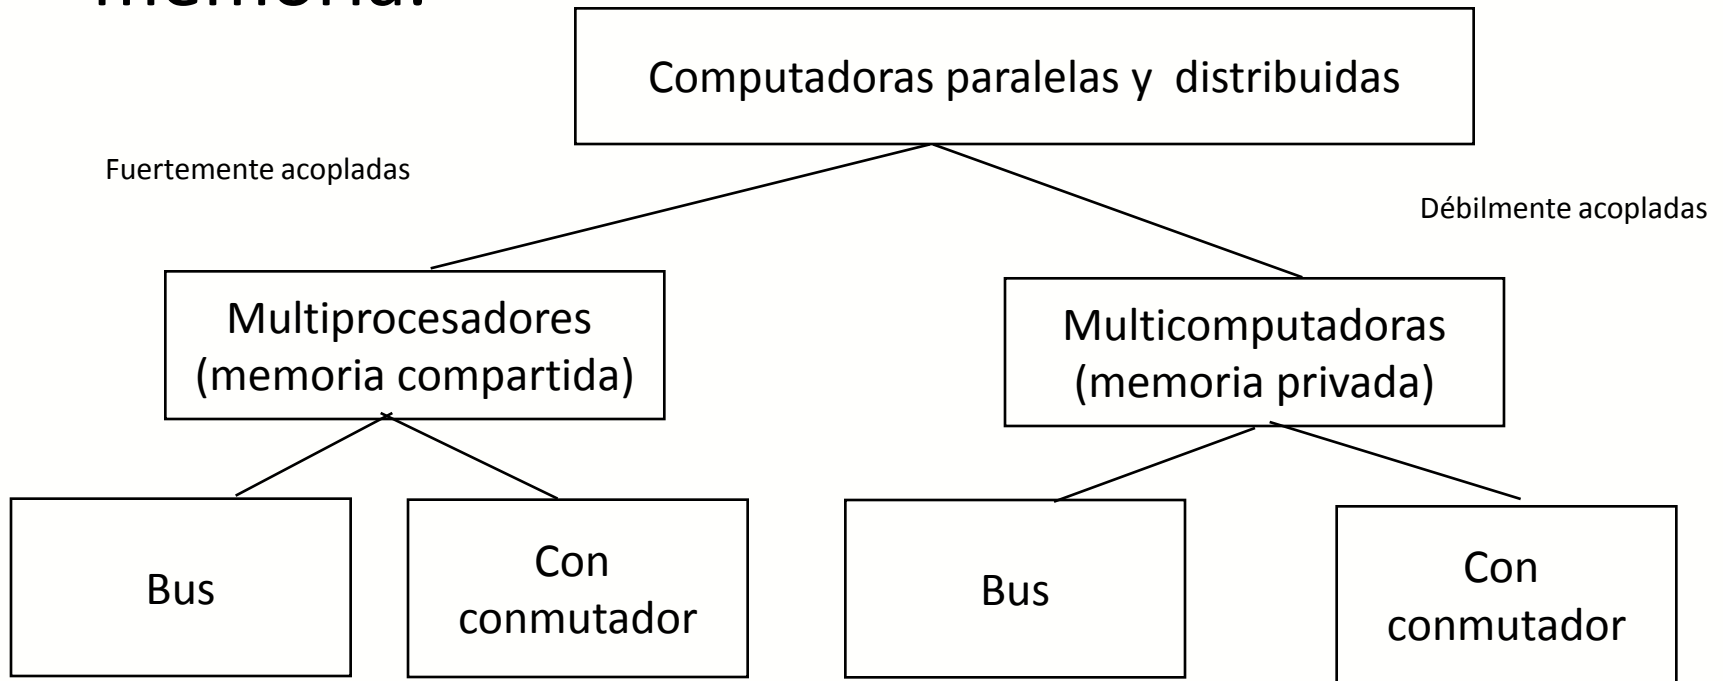 memoria.
Computadoras paralelas y distribuidas
Fuertemente acopladas
Débilmente acopladas
Multiprocesadores
(memoria compartida)
Multicomputadoras
(memoria privada)
Bus
Con
conmutador
Bus
Con
conmutador